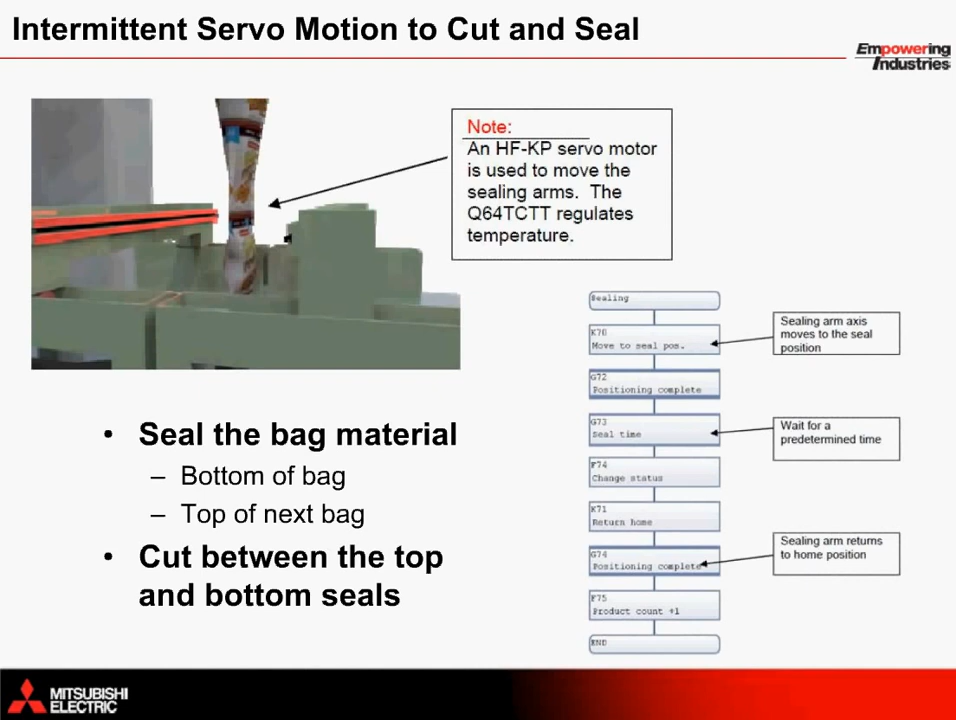 Intermittent Servo Motion to Cut and Seal
Empowering
Industries
Note:
An HF-KP servo motor
is used to move the
sealing arms. The
Q64TCTT regulates
temperature.
Sealing
K70
Move to seal pos.
Sealing arm axis
moves to the seal
position
G72
Positioning complete
G73
Seal time
Wait for a
predetermined time
F74
Change status
K71
Return home
G74
Positioning complete
Sealing arm returns
to home position
F75
Product count +1
END
• Seal the bag material
– Bottom of bag
– Top of next bag
• Cut between the top
and bottom seals
MITSUBISHI
ELECTRIC